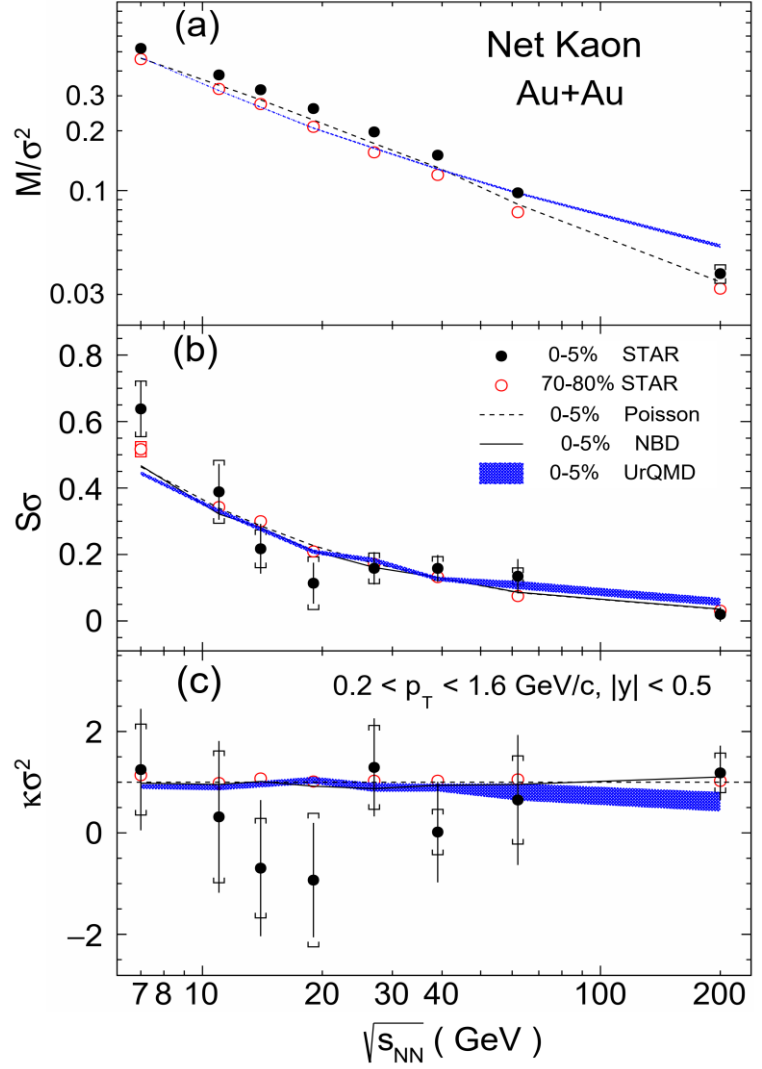 (a)
Net Kaon
Au+Au
0.3
0.2
0.1
0.03
M/σ²
(b)
0-5% STAR
70-80% STAR
0-5% Poisson
0-5% NBD
0-5% UrQMD
0.8
0.6
0.4
0.2
0
Sσ
(c)
0.2 < p_T < 1.6 GeV/c, |y| < 0.5
2
0
−2
κσ²
7 8 10 20 30 40 100 200
√s_NN ( GeV )